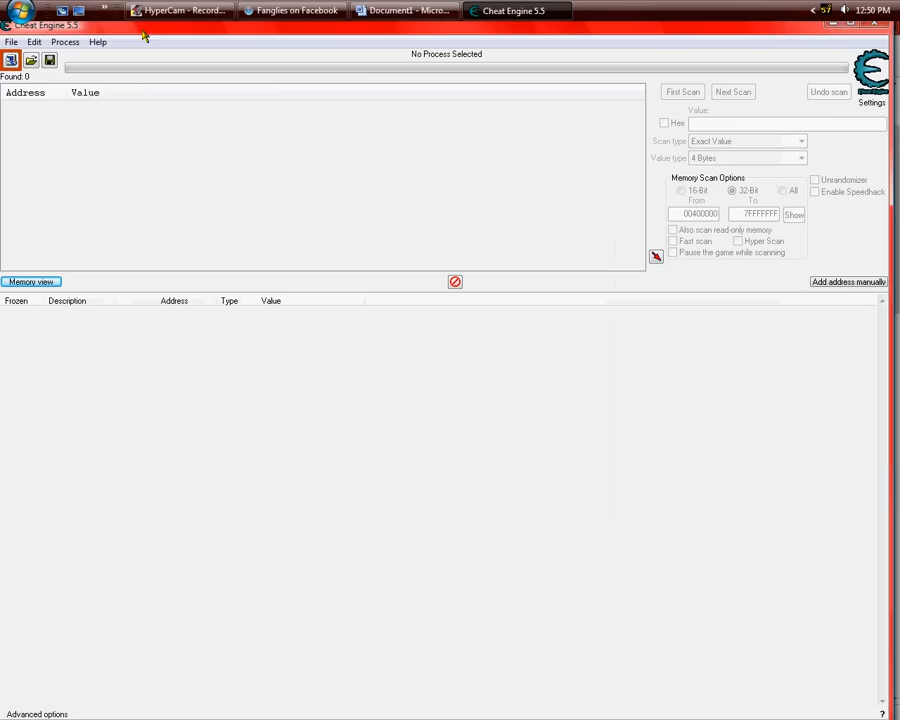 HyperCam - Record...
Fanglies on Facebook
Document1 - Micro...
Cheat Engine 5.5
57
12:50 PM
Cheat Engine 5.5
File Edit Process Help
No Process Selected
Found: 0
Address Value
First Scan Next Scan Undo scan
Settings
Value:
Hex
Scan type Exact Value
Value type 4 Bytes
Memory Scan Options
16-Bit 32-Bit All
From To
00400000 7FFFFFFF Show
Also scan read-only memory
Fast scan Hyper Scan
Pause the game while scanning
Unrandomizer
Enable Speedhack
Memory view
Add address manually
Frozen Description Address Type Value
Advanced options ?